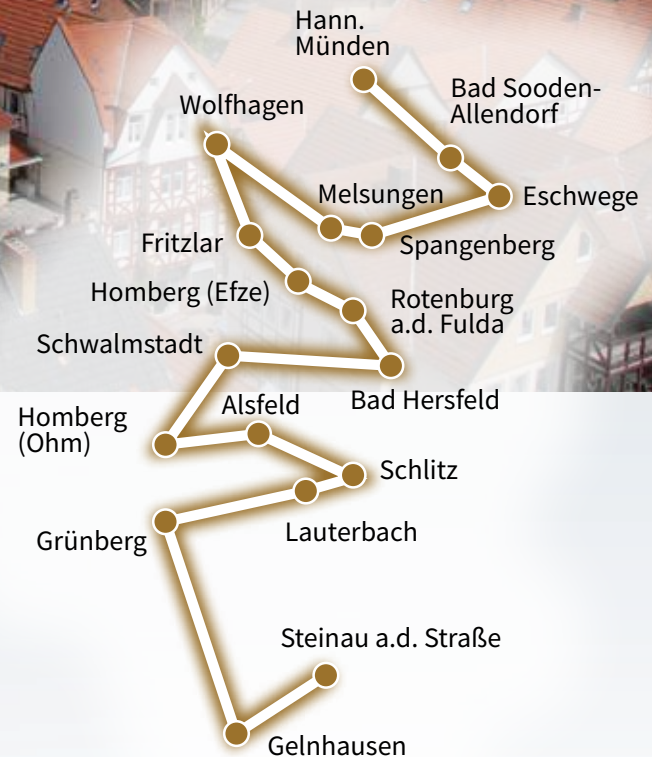 Hann.
Münden
Bad Sooden-
Allendorf
Wolfhagen
Melsungen
Eschwege
Fritzlar
Spangenberg
Homberg (Efze)
Rotenburg
a.d. Fulda
Schwalmstadt
Bad Hersfeld
Alsfeld
Homberg
(Ohm)
Schlitz
Lauterbach
Grünberg
Steinau a.d. Straße
Gelnhausen